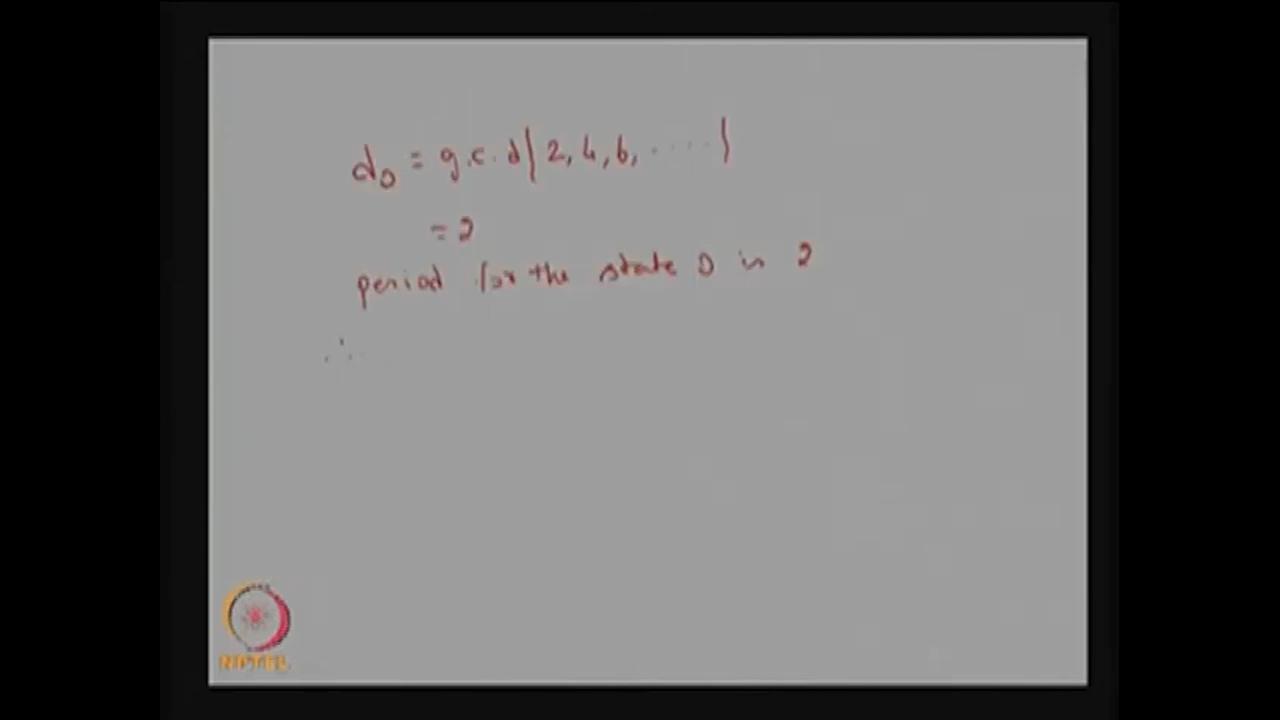 d₀ = g.c.d{2, 4, 6, .....}
= 2
period for the state 0 is 2
∴
NPTEL